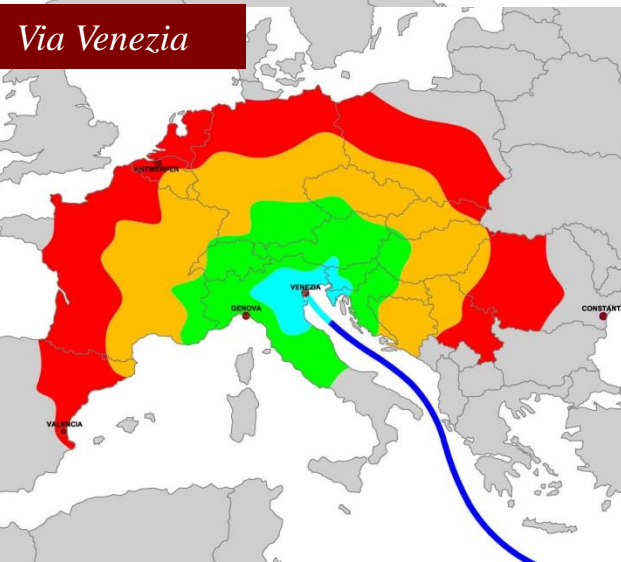 Via Venezia
ANTWERPEN
VENEZIA
GENOVA
CONSTANT
VALENCIA